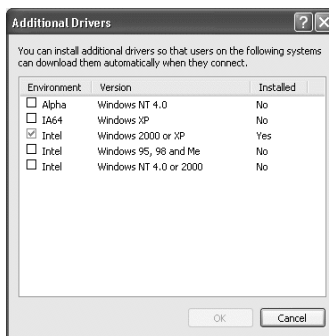 Additional Drivers
You can install additional drivers so that users on the following systems
can download them automatically when they connect.
Environment Version Installed
Alpha Windows NT 4.0 No
IA64 Windows XP No
Intel Windows 2000 or XP Yes
Intel Windows 95, 98 and Me No
Intel Windows NT 4.0 or 2000 No
OK Cancel